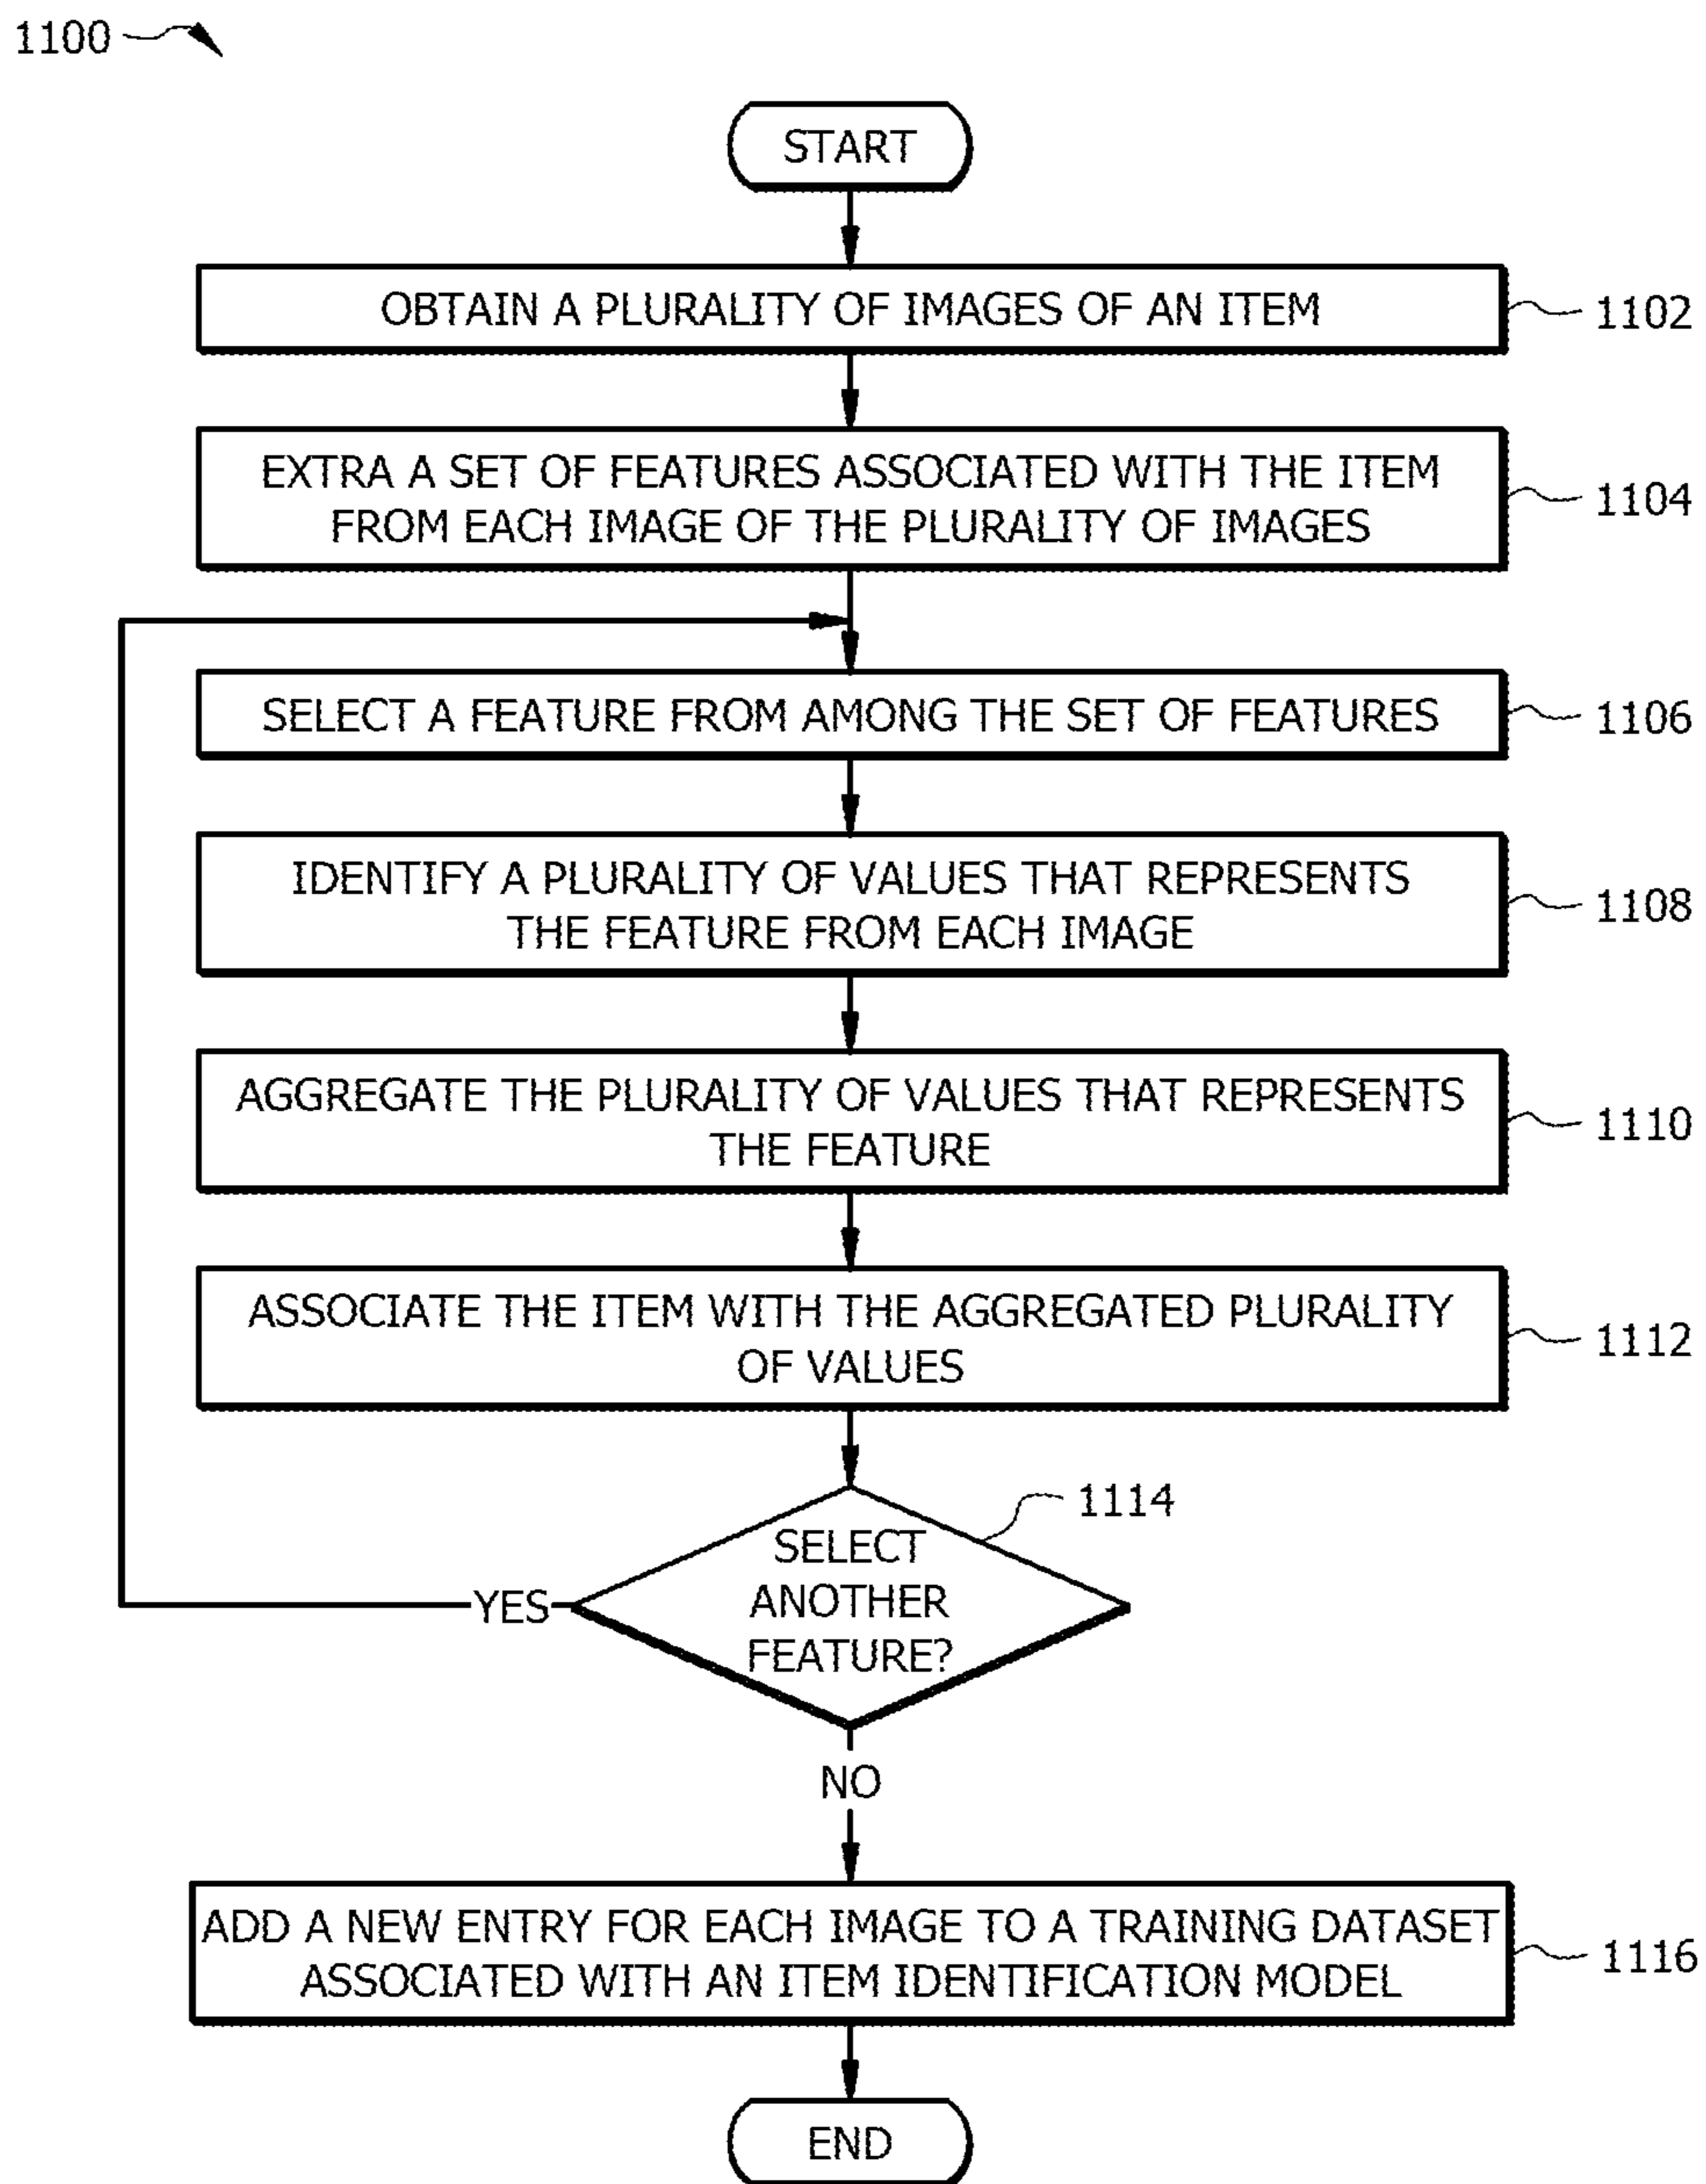 1100
START
OBTAIN A PLURALITY OF IMAGES OF AN ITEM
1102
EXTRA A SET OF FEATURES ASSOCIATED WITH THE ITEM
FROM EACH IMAGE OF THE PLURALITY OF IMAGES
1104
SELECT A FEATURE FROM AMONG THE SET OF FEATURES
1106
IDENTIFY A PLURALITY OF VALUES THAT REPRESENTS
THE FEATURE FROM EACH IMAGE
1108
AGGREGATE THE PLURALITY OF VALUES THAT REPRESENTS
THE FEATURE
1110
ASSOCIATE THE ITEM WITH THE AGGREGATED PLURALITY
OF VALUES
1112
1114
SELECT
ANOTHER
FEATURE?
YES
NO
ADD A NEW ENTRY FOR EACH IMAGE TO A TRAINING DATASET
ASSOCIATED WITH AN ITEM IDENTIFICATION MODEL
1116
END